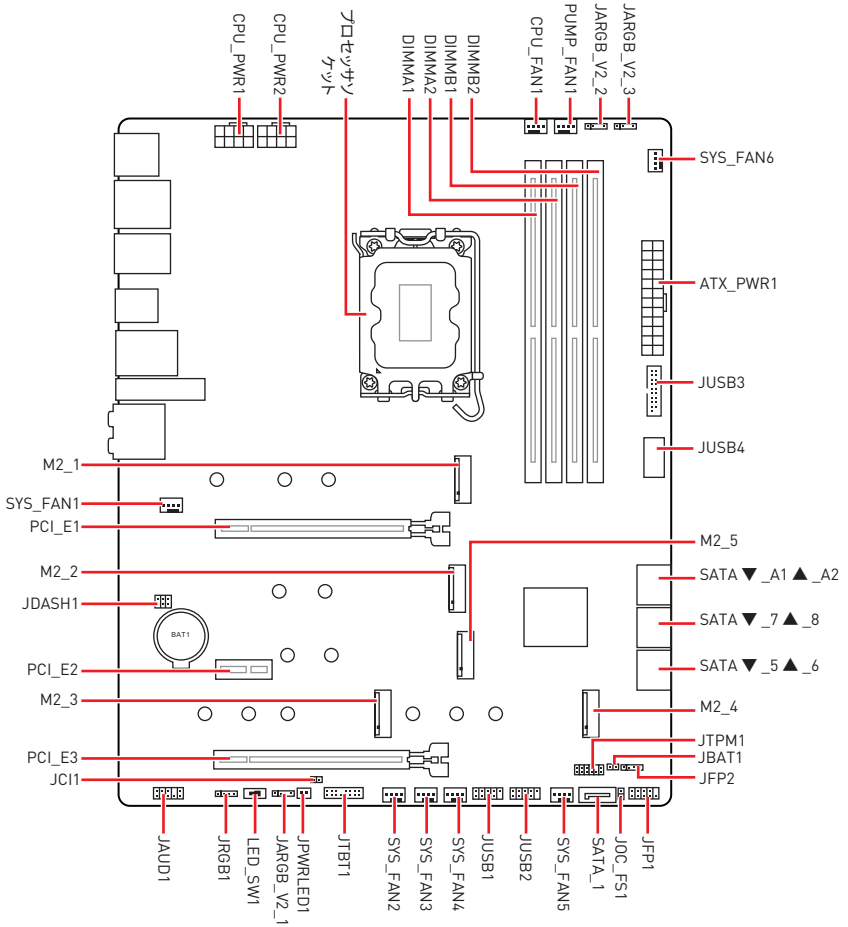 CPU_PWR1
CPU_PWR2
プロセッサソ
ケット
DIMMA1
DIMMA2
DIMMB1
DIMMB2
CPU_FAN1
PUMP_FAN1
JARGB_V2_2
JARGB_V2_3
SYS_FAN6
ATX_PWR1
JUSB3
JUSB4
M2_1
SYS_FAN1
PCI_E1
M2_5
M2_2
SATA ▼ _A1 ▲ _A2
JDASH1
SATA ▼ _7 ▲ _8
BAT1
PCI_E2
SATA ▼ _5 ▲ _6
M2_3
M2_4
JTPM1
PCI_E3
JBAT1
JCI1
JFP2
JAUD1
JRGB1
LED_SW1
JARGB_V2_1
JPWRLED1
JTBT1
SYS_FAN2
SYS_FAN3
SYS_FAN4
JUSB1
JUSB2
SYS_FAN5
SATA_1
JOC_FS1
JFP1